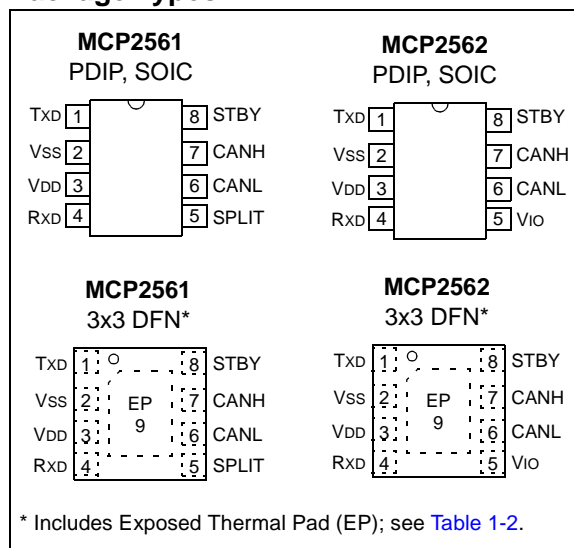 MCP2561
PDIP, SOIC
TXD 1 8 STBY
VSS 2 7 CANH
VDD 3 6 CANL
RXD 4 5 SPLIT
MCP2562
PDIP, SOIC
TXD 1 8 STBY
VSS 2 7 CANH
VDD 3 6 CANL
RXD 4 5 VIO
MCP2561
3x3 DFN*
TXD 1 8 STBY
VSS 2 EP 7 CANH
9
VDD 3 6 CANL
RXD 4 5 SPLIT
MCP2562
3x3 DFN*
TXD 1 8 STBY
VSS 2 EP 7 CANH
9
VDD 3 6 CANL
RXD 4 5 VIO
* Includes Exposed Thermal Pad (EP); see Table 1-2.